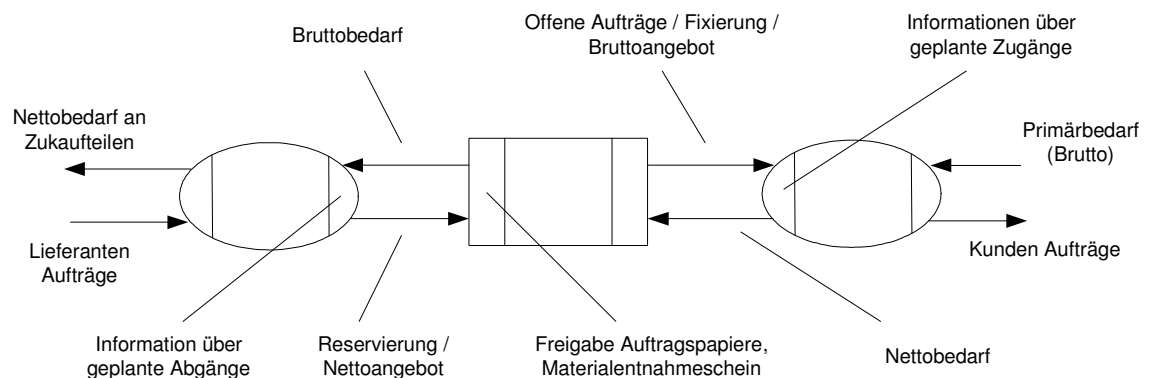 Bruttobedarf
Offene Aufträge / Fixierung /
Bruttoangebot
Informationen über
geplante Zugänge
Nettobedarf an
Zukaufteilen
Primärbedarf
(Brutto)
Lieferanten
Aufträge
Kunden Aufträge
Information über
geplante Abgänge
Reservierung /
Nettoangebot
Freigabe Auftragspapiere,
Materialentnahmeschein
Nettobedarf